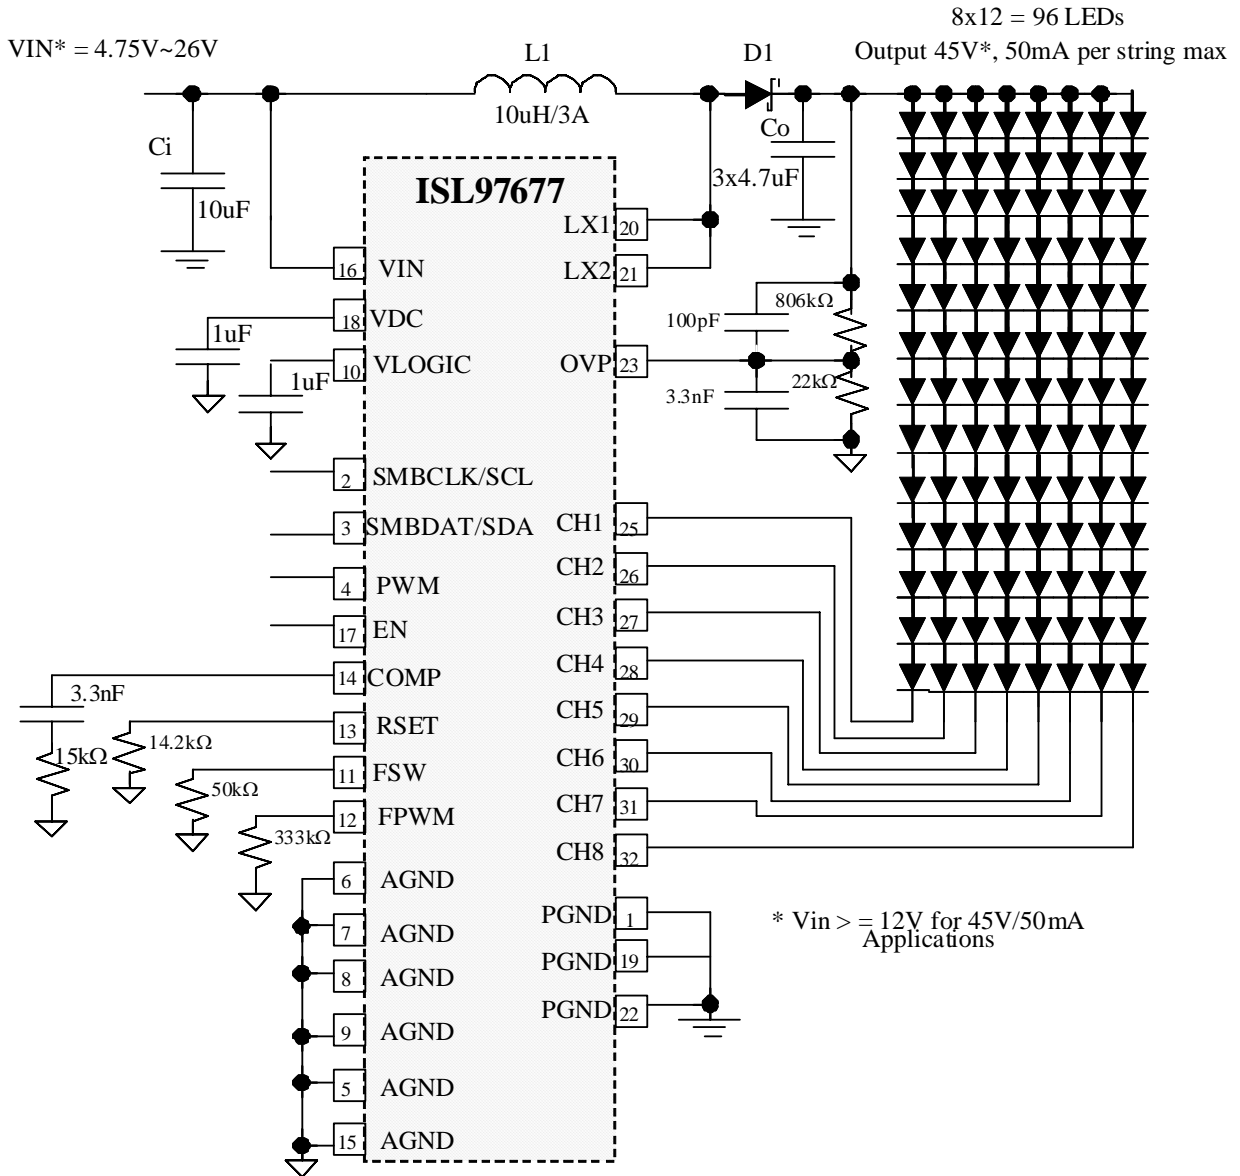 8x12 = 96 LEDs
VIN* = 4.75V~26V
Output 45V*, 50mA per string max
L1
D1
10uH/3A
Ci
Co
10uF
3x4.7uF
ISL97677
LX1
20
LX2
21
16
VIN
18
VDC
1uF
10
VLOGIC
1uF
OVP
23
806kΩ
100pF
22kΩ
3.3nF
2
SMBCLK/SCL
3
SMBDAT/SDA
4
PWM
17
EN
14
COMP
3.3nF
15kΩ
13
RSET
14.2kΩ
11
FSW
50kΩ
12
FPWM
333kΩ
CH1
25
CH2
26
CH3
27
CH4
28
CH5
29
CH6
30
CH7
31
CH8
32
6
AGND
7
AGND
8
AGND
9
AGND
5
AGND
15
AGND
PGND
1
PGND
19
PGND
22
* Vin > = 12V for 45V/50mA
Applications